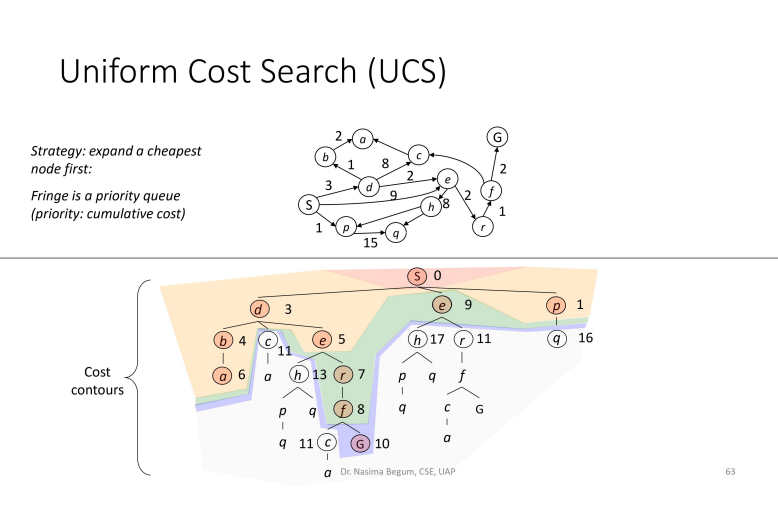 Uniform Cost Search (UCS)
Strategy: expand a cheapest
node first:
Fringe is a priority queue
(priority: cumulative cost)
2 a G
b 1 8 c 2
3 d 2 e
S 9 h 8 2 f
1 p 15 q r 1
S 0
d 3 e 9 p 1
b 4 c 11 e 5 h 17 r 11 q 16
a 6 a h 13 r 7 p q f
Cost
contours
p q f 8 q c G
q 11 c G 10 a
a Dr. Nasima Begum, CSE, UAP 63